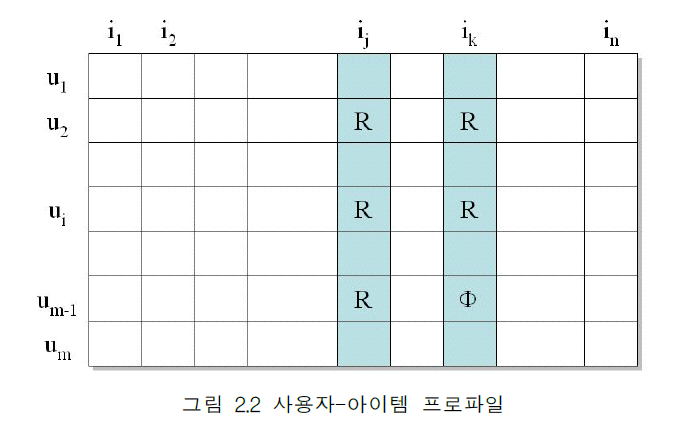 i1 i2 ij ik in
u1
u2 R R
ui R R
um-1 R Φ
um
그림 2.2 사용자-아이템 프로파일